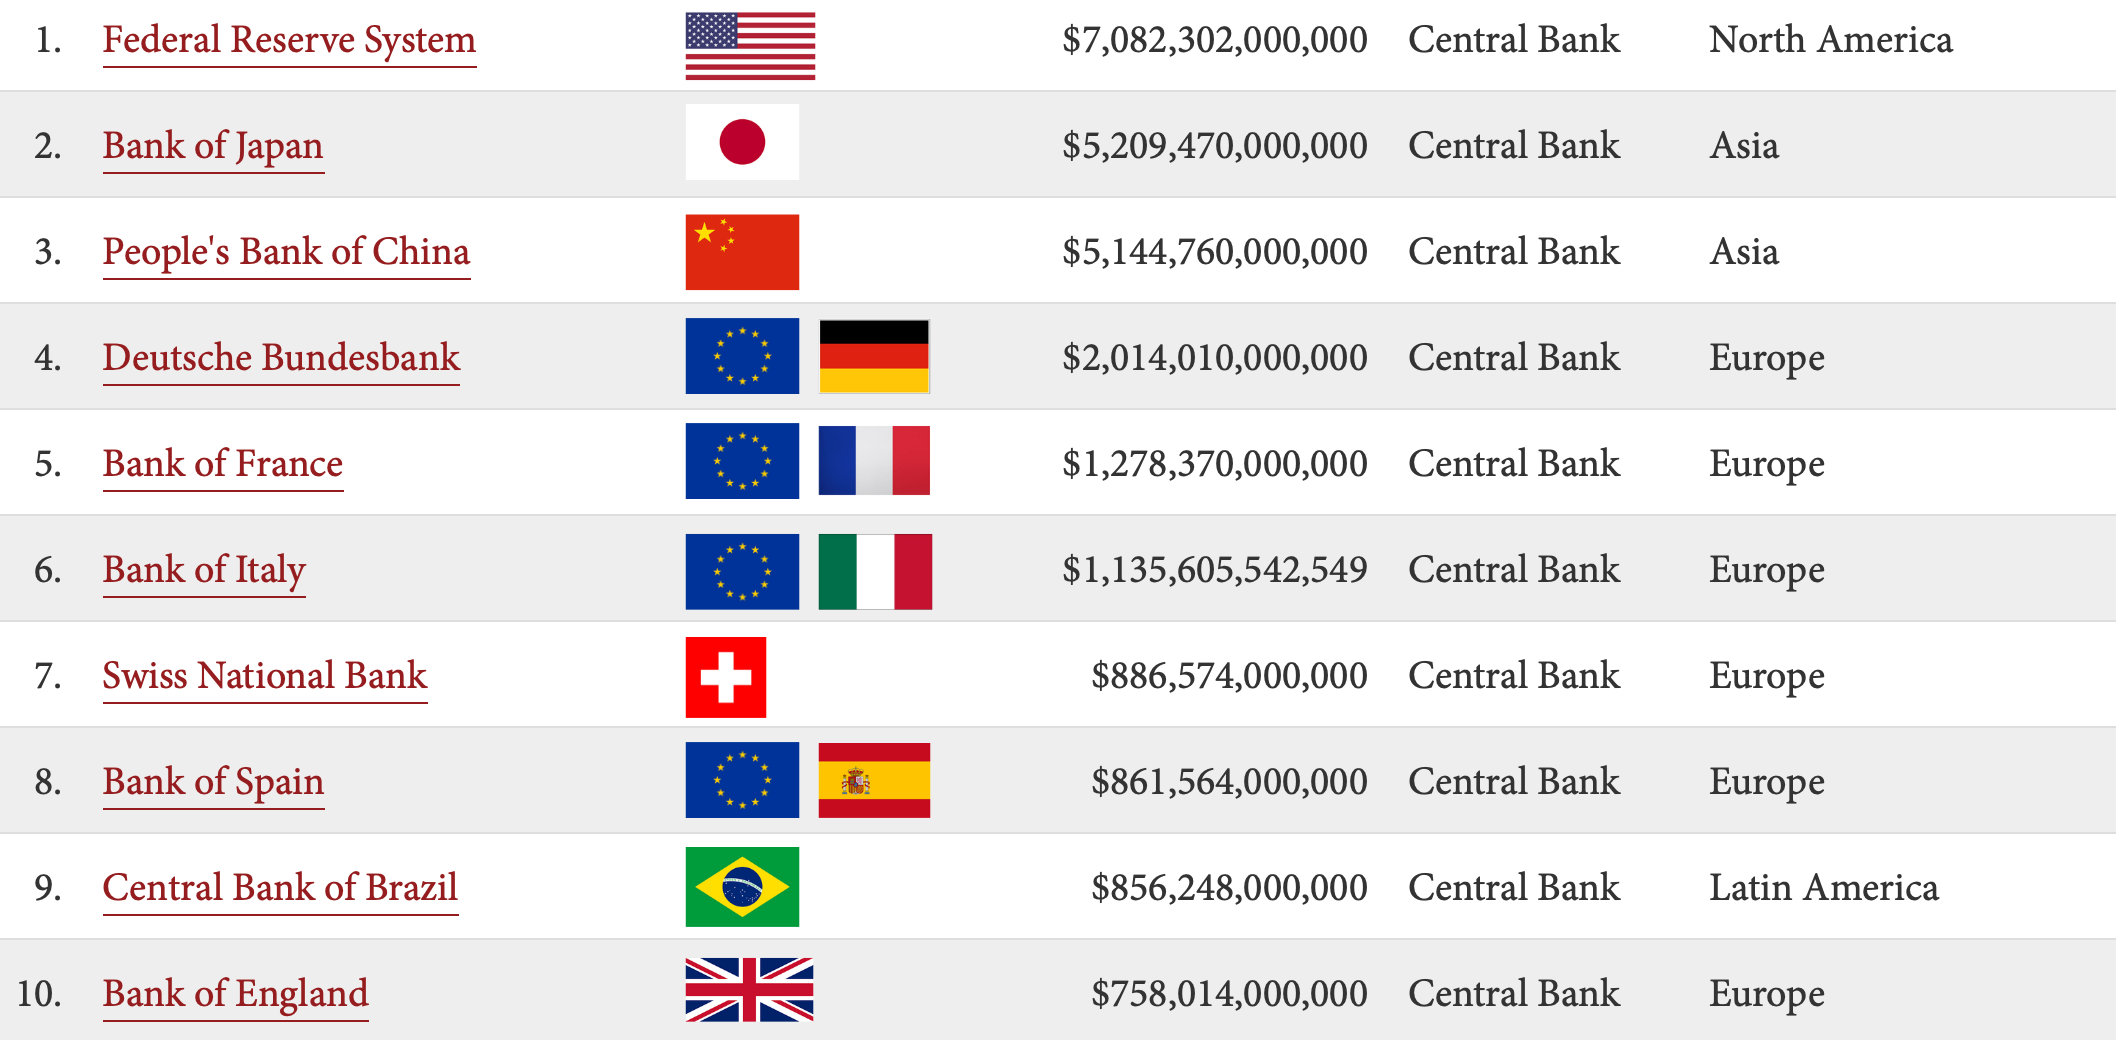 1. Federal Reserve System $7,082,302,000,000 Central Bank North America
2. Bank of Japan $5,209,470,000,000 Central Bank Asia
3. People's Bank of China $5,144,760,000,000 Central Bank Asia
4. Deutsche Bundesbank $2,014,010,000,000 Central Bank Europe
5. Bank of France $1,278,370,000,000 Central Bank Europe
6. Bank of Italy $1,135,605,542,549 Central Bank Europe
7. Swiss National Bank $886,574,000,000 Central Bank Europe
8. Bank of Spain $861,564,000,000 Central Bank Europe
9. Central Bank of Brazil $856,248,000,000 Central Bank Latin America
10. Bank of England $758,014,000,000 Central Bank Europe